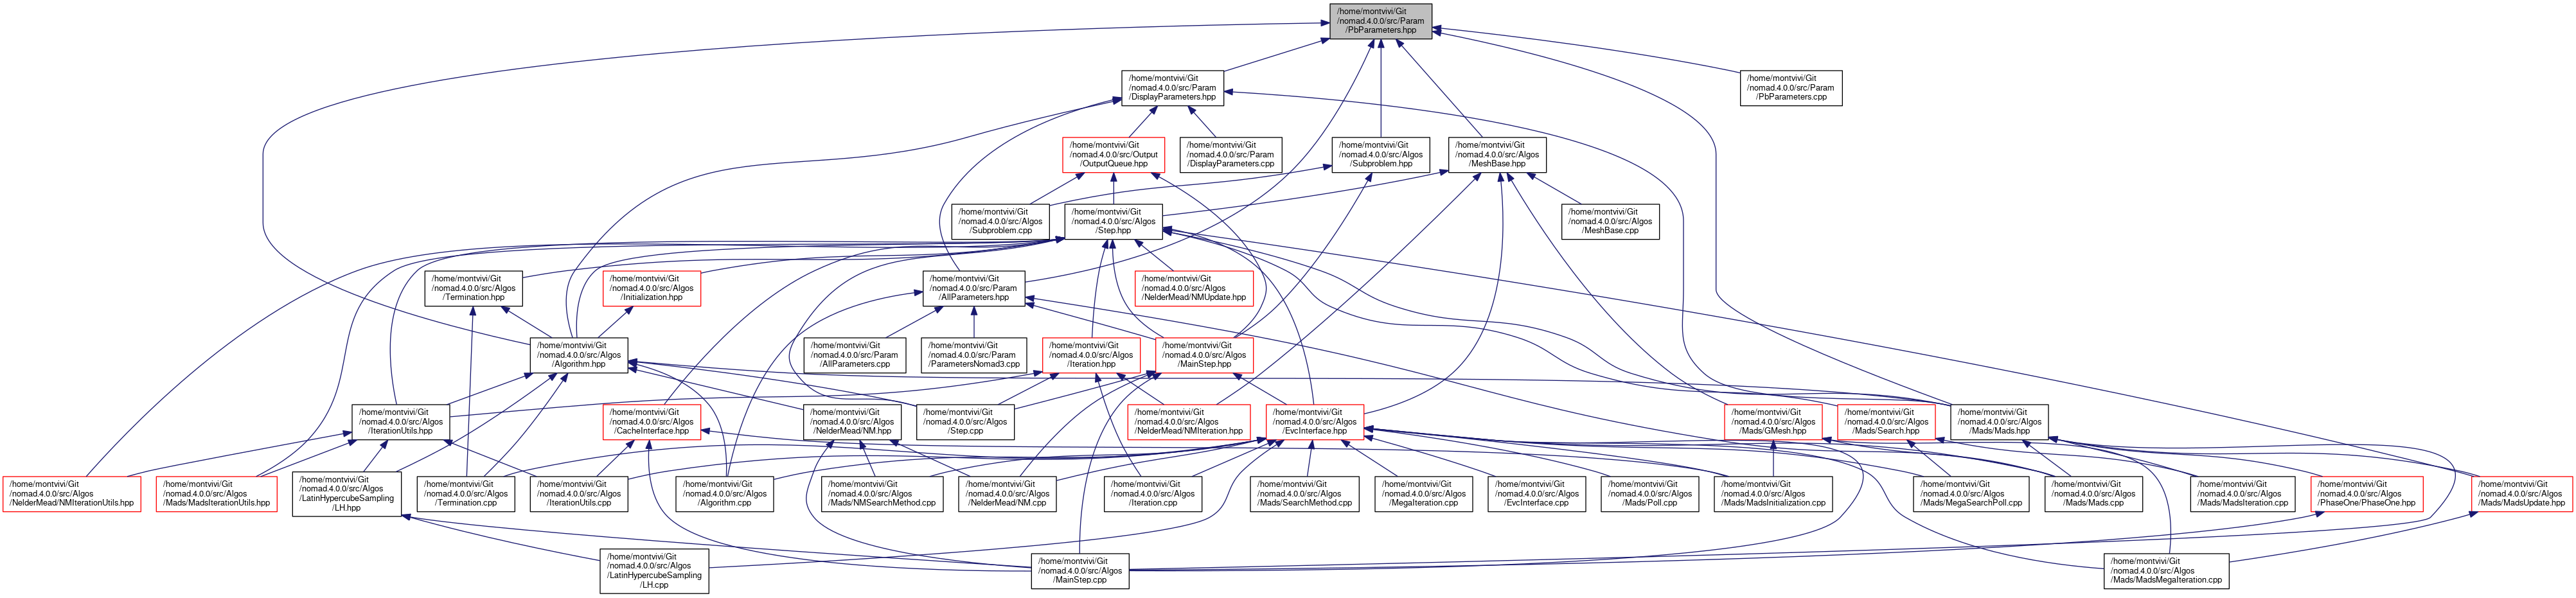 /home/montvivi/Git
/nomad.4.0.0/src/Param
/PbParameters.hpp
/home/montvivi/Git
/nomad.4.0.0/src/Param
/DisplayParameters.hpp
/home/montvivi/Git
/nomad.4.0.0/src/Param
/PbParameters.cpp
/home/montvivi/Git
/nomad.4.0.0/src/Output
/OutputQueue.hpp
/home/montvivi/Git
/nomad.4.0.0/src/Param
/DisplayParameters.cpp
/home/montvivi/Git
/nomad.4.0.0/src/Algos
/Subproblem.hpp
/home/montvivi/Git
/nomad.4.0.0/src/Algos
/MeshBase.hpp
/home/montvivi/Git
/nomad.4.0.0/src/Algos
/Subproblem.cpp
/home/montvivi/Git
/nomad.4.0.0/src/Algos
/Step.hpp
/home/montvivi/Git
/nomad.4.0.0/src/Algos
/MeshBase.cpp
/home/montvivi/Git
/nomad.4.0.0/src/Algos
/Termination.hpp
/home/montvivi/Git
/nomad.4.0.0/src/Algos
/Initialization.hpp
/home/montvivi/Git
/nomad.4.0.0/src/Param
/AllParameters.hpp
/home/montvivi/Git
/nomad.4.0.0/src/Algos
/NelderMead/NMUpdate.hpp
/home/montvivi/Git
/nomad.4.0.0/src/Algos
/Algorithm.hpp
/home/montvivi/Git
/nomad.4.0.0/src/Param
/AllParameters.cpp
/home/montvivi/Git
/nomad.4.0.0/src/Param
/ParametersNomad3.cpp
/home/montvivi/Git
/nomad.4.0.0/src/Algos
/Iteration.hpp
/home/montvivi/Git
/nomad.4.0.0/src/Algos
/MainStep.hpp
/home/montvivi/Git
/nomad.4.0.0/src/Algos
/IterationUtils.hpp
/home/montvivi/Git
/nomad.4.0.0/src/Algos
/CacheInterface.hpp
/home/montvivi/Git
/nomad.4.0.0/src/Algos
/NelderMead/NM.hpp
/home/montvivi/Git
/nomad.4.0.0/src/Algos
/Step.cpp
/home/montvivi/Git
/nomad.4.0.0/src/Algos
/NelderMead/NMIteration.hpp
/home/montvivi/Git
/nomad.4.0.0/src/Algos
/EvcInterface.hpp
/home/montvivi/Git
/nomad.4.0.0/src/Algos
/Mads/GMesh.hpp
/home/montvivi/Git
/nomad.4.0.0/src/Algos
/Mads/Search.hpp
/home/montvivi/Git
/nomad.4.0.0/src/Algos
/Mads/Mads.hpp
/home/montvivi/Git
/nomad.4.0.0/src/Algos
/NelderMead/NMIterationUtils.hpp
/home/montvivi/Git
/nomad.4.0.0/src/Algos
/Mads/MadsIterationUtils.hpp
/home/montvivi/Git
/nomad.4.0.0/src/Algos
/LatinHypercubeSampling
/LH.hpp
/home/montvivi/Git
/nomad.4.0.0/src/Algos
/Termination.cpp
/home/montvivi/Git
/nomad.4.0.0/src/Algos
/IterationUtils.cpp
/home/montvivi/Git
/nomad.4.0.0/src/Algos
/Algorithm.cpp
/home/montvivi/Git
/nomad.4.0.0/src/Algos
/Mads/NMSearchMethod.cpp
/home/montvivi/Git
/nomad.4.0.0/src/Algos
/NelderMead/NM.cpp
/home/montvivi/Git
/nomad.4.0.0/src/Algos
/Iteration.cpp
/home/montvivi/Git
/nomad.4.0.0/src/Algos
/Mads/SearchMethod.cpp
/home/montvivi/Git
/nomad.4.0.0/src/Algos
/MegaIteration.cpp
/home/montvivi/Git
/nomad.4.0.0/src/Algos
/EvcInterface.cpp
/home/montvivi/Git
/nomad.4.0.0/src/Algos
/Mads/Poll.cpp
/home/montvivi/Git
/nomad.4.0.0/src/Algos
/Mads/MadsInitialization.cpp
/home/montvivi/Git
/nomad.4.0.0/src/Algos
/Mads/MegaSearchPoll.cpp
/home/montvivi/Git
/nomad.4.0.0/src/Algos
/Mads/Mads.cpp
/home/montvivi/Git
/nomad.4.0.0/src/Algos
/Mads/MadsIteration.cpp
/home/montvivi/Git
/nomad.4.0.0/src/Algos
/PhaseOne/PhaseOne.hpp
/home/montvivi/Git
/nomad.4.0.0/src/Algos
/Mads/MadsUpdate.hpp
/home/montvivi/Git
/nomad.4.0.0/src/Algos
/LatinHypercubeSampling
/LH.cpp
/home/montvivi/Git
/nomad.4.0.0/src/Algos
/MainStep.cpp
/home/montvivi/Git
/nomad.4.0.0/src/Algos
/Mads/MadsMegaIteration.cpp